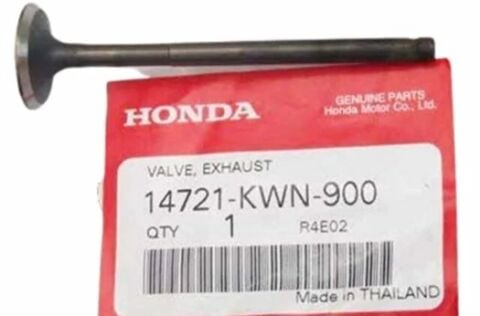 HONDA
GENUINE PARTS
Honda Motor Co., Ltd.
VALVE, EXHAUST
14721-KWN-900
QTY 1 R4E02
Made in THAILAND